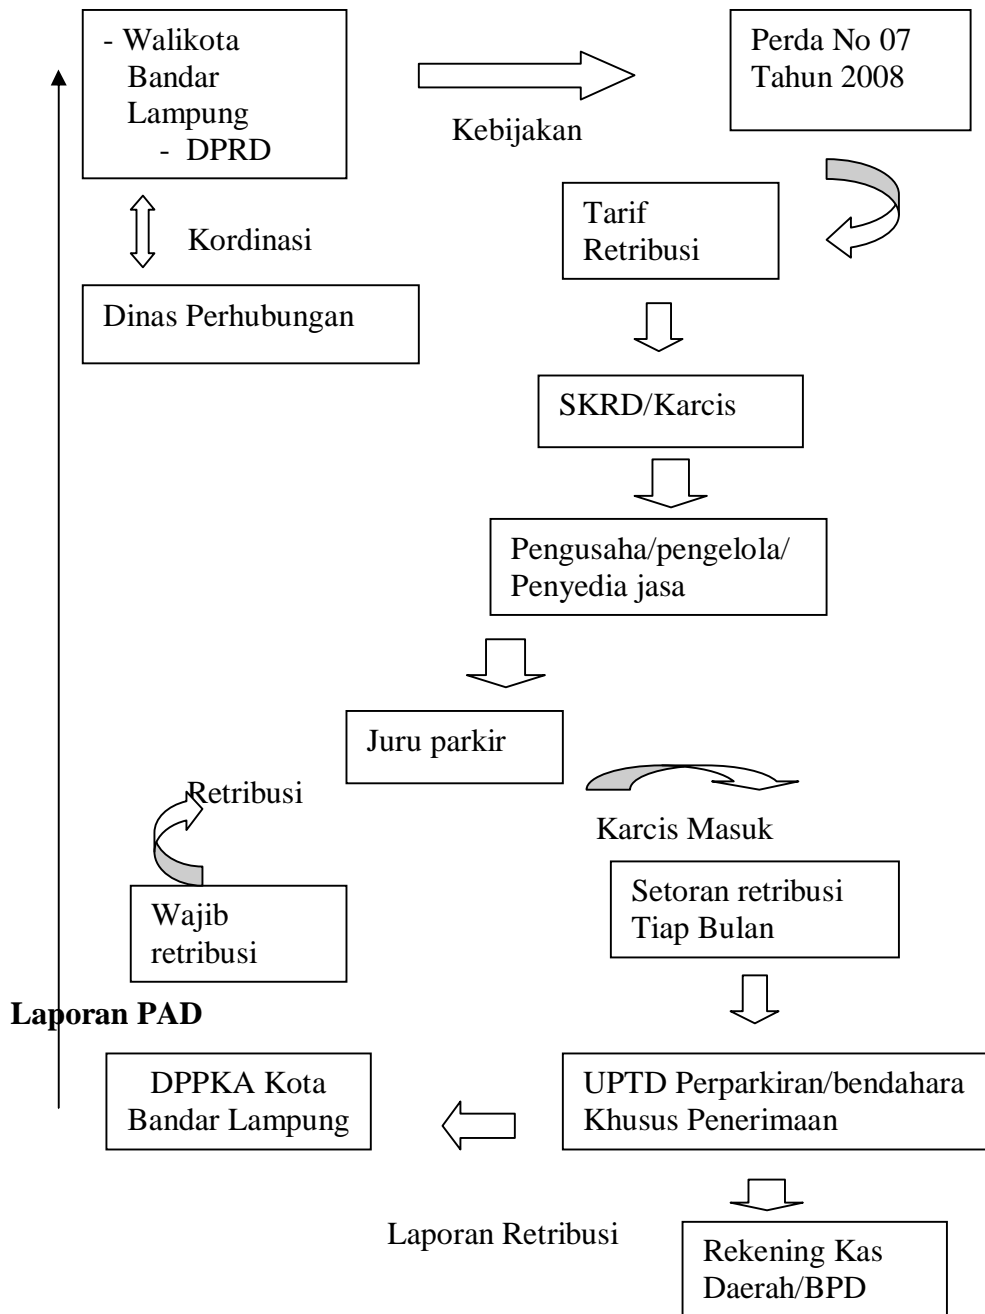 - Walikota
Bandar
Lampung
- DPRD
Kebijakan
Perda No 07
Tahun 2008
Kordinasi
Dinas Perhubungan
Tarif
Retribusi
SKRD/Karcis
Pengusaha/pengelola/
Penyedia jasa
Juru parkir
Retribusi
Karcis Masuk
Wajib
retribusi
Setoran retribusi
Tiap Bulan
Laporan PAD
DPPKA Kota
Bandar Lampung
UPTD Perparkiran/bendahara
Khusus Penerimaan
Laporan Retribusi
Rekening Kas
Daerah/BPD